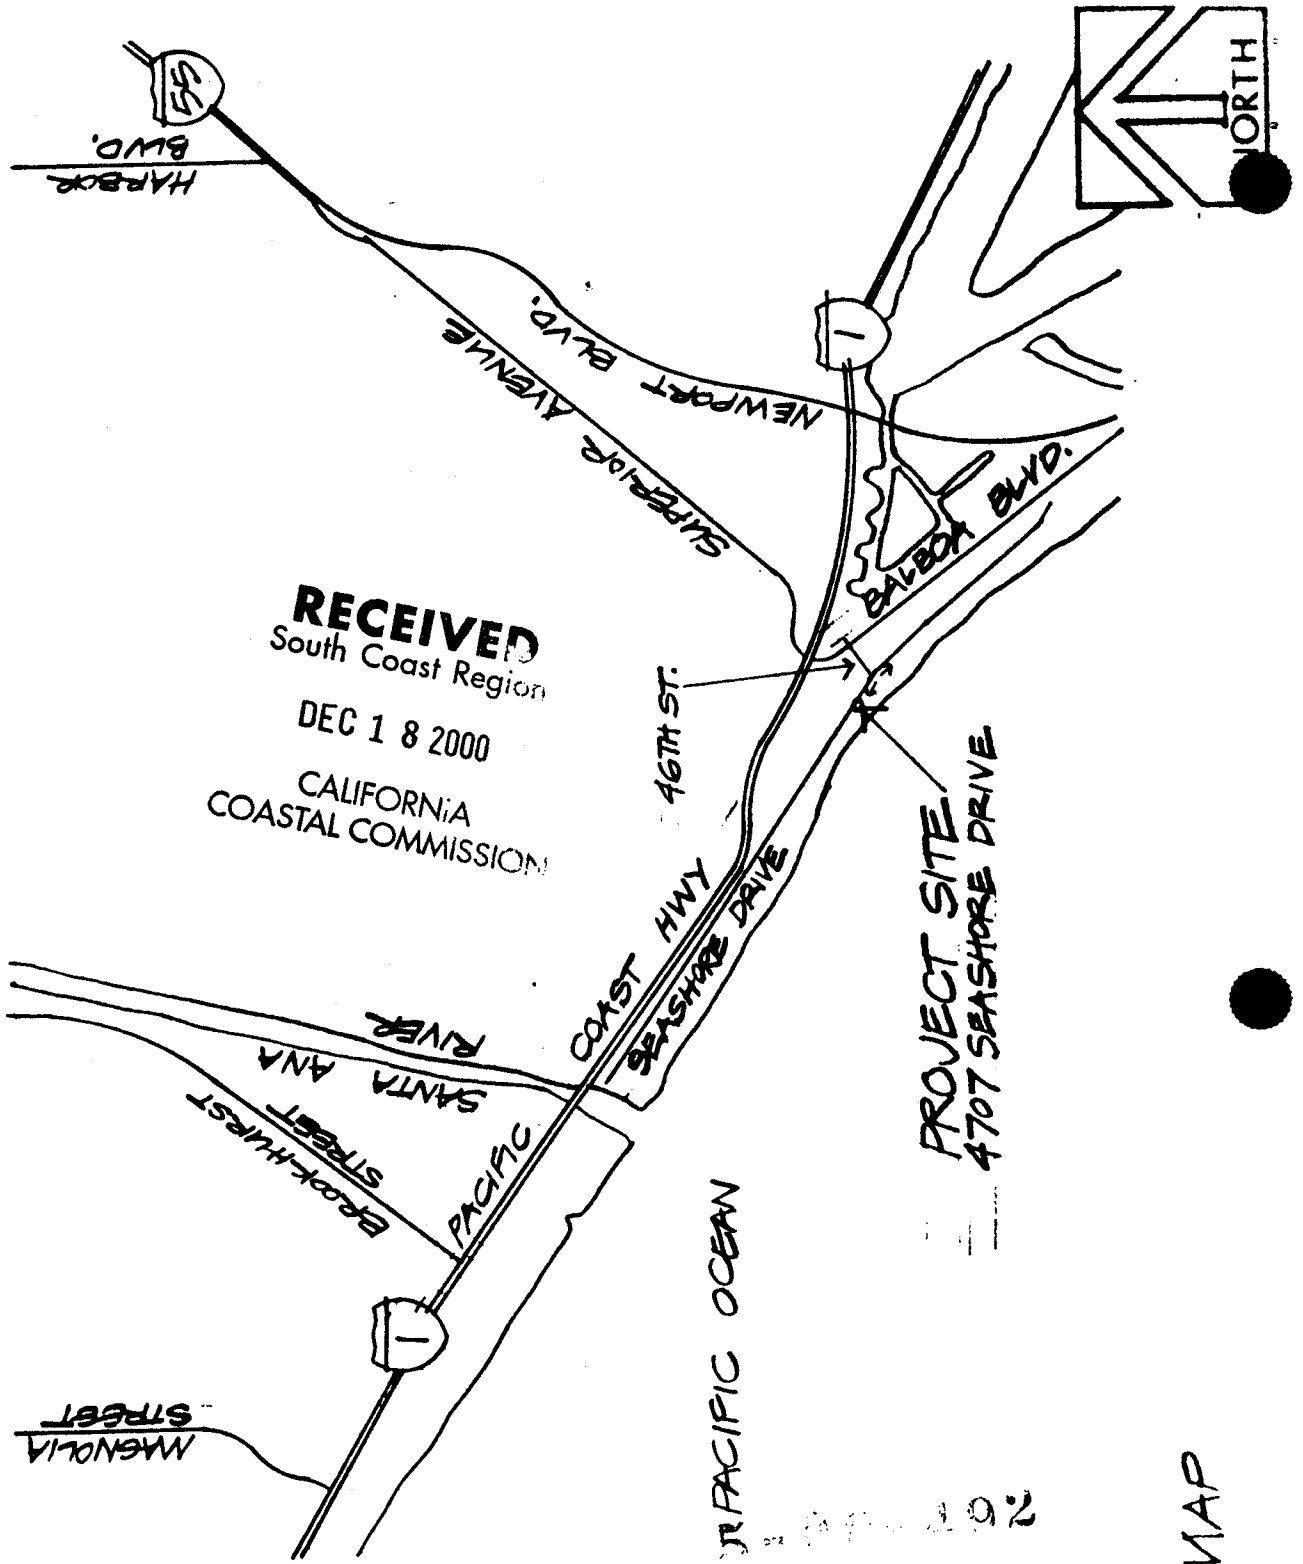 55
HARBOR
BLVD.
NORTH
NEWPORT BLVD.
SUPERIOR AVENUE
1
BALBOA BLVD.
RECEIVED
South Coast Region
DEC 18 2000
CALIFORNiA
COASTAL COMMISSION
46TH ST.
PROJECT SITE
4707 SEASHORE DRIVE
PACIFIC COAST HWY
SEASHORE DRIVE
SANTA ANA
RIVER
BROOKHURST
STREET
1
MAGNOLIA
STREET
PACIFIC OCEAN
192
MAP